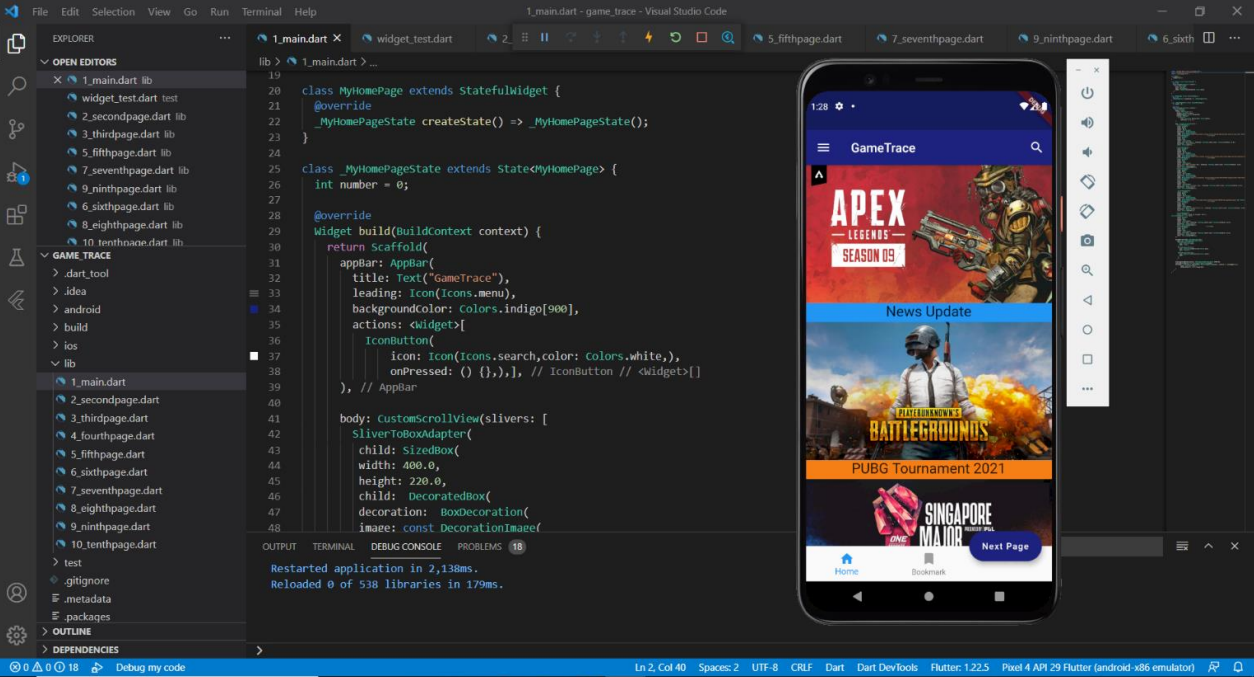 File Edit Selection View Go Run Terminal Help
1_main.dart - game_trace - Visual Studio Code
EXPLORER
1_main.dart
widget_test.dart
2_
5_fifthpage.dart
7_seventhpage.dart
9_ninthpage.dart
6_sixth
OPEN EDITORS
1_main.dart lib
widget_test.dart test
2_secondpage.dart lib
3_thirdpage.dart lib
5_fifthpage.dart lib
7_seventhpage.dart lib
9_ninthpage.dart lib
6_sixthpage.dart lib
8_eighthpage.dart lib
10_tenthpage.dart lib
GAME_TRACE
.dart_tool
.idea
android
build
ios
lib
1_main.dart
2_secondpage.dart
3_thirdpage.dart
4_fourthpage.dart
5_fifthpage.dart
6_sixthpage.dart
7_seventhpage.dart
8_eighthpage.dart
9_ninthpage.dart
10_tenthpage.dart
test
.gitignore
.metadata
.packages
OUTLINE
DEPENDENCIES
1
lib > 1_main.dart > ...
19
20 class MyHomePage extends StatefulWidget {
21 @override
22 _MyHomePageState createState() => _MyHomePageState();
23 }
24
25 class _MyHomePageState extends State<MyHomePage> {
26 int number = 0;
27
28 @override
29 Widget build(BuildContext context) {
30 return Scaffold(
31 appBar: AppBar(
32 title: Text("GameTrace"),
33 leading: Icon(Icons.menu),
34 backgroundColor: Colors.indigo[900],
35 actions: <Widget>[
36 IconButton(
37 icon: Icon(Icons.search,color: Colors.white,),
38 onPressed: () {},),], // IconButton // <Widget>[]
39 ), // AppBar
40
41 body: CustomScrollView(slivers: [
42 SliverToBoxAdapter(
43 child: SizedBox(
44 width: 400.0,
45 height: 220.0,
46 child: DecoratedBox(
47 decoration: BoxDecoration(
48 image: const DecorationImage(
OUTPUT TERMINAL DEBUG CONSOLE PROBLEMS 18
Restarted application in 2,138ms.
Reloaded 0 of 538 libraries in 179ms.
1:28
GameTrace
APEX
LEGENDS
SEASON 09
News Update
PLAYERUNKNOWN'S
BATTLEGROUNDS
PUBG Tournament 2021
SINGAPORE
MAJOR
ONE
Next Page
Home
Bookmark
0 0 18 Debug my code
Ln 2, Col 40 Spaces: 2 UTF-8 CRLF Dart Dart DevTools Flutter: 1.22.5 Pixel 4 API 29 Flutter (android-x86 emulator)